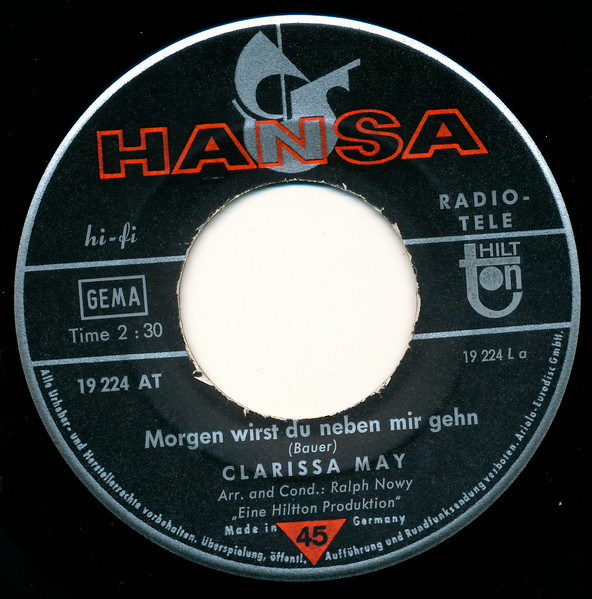 HANSA
hi-fi
RADIO-
TELE
HILT
ton
GEMA
Time 2 : 30
19 224 AT
19 224 L a
Morgen wirst du neben mir gehn
(Bauer)
CLARISSA MAY
Arr. and Cond.: Ralph Nowy
„Eine Hiltton Produktion“
Made in Germany
45
Alle Urheber- und Herstellerrechte vorbehalten. Überspielung, öffentl. Aufführung und Rundfunksendung verboten. Ariola-Eurodisc GmbH.